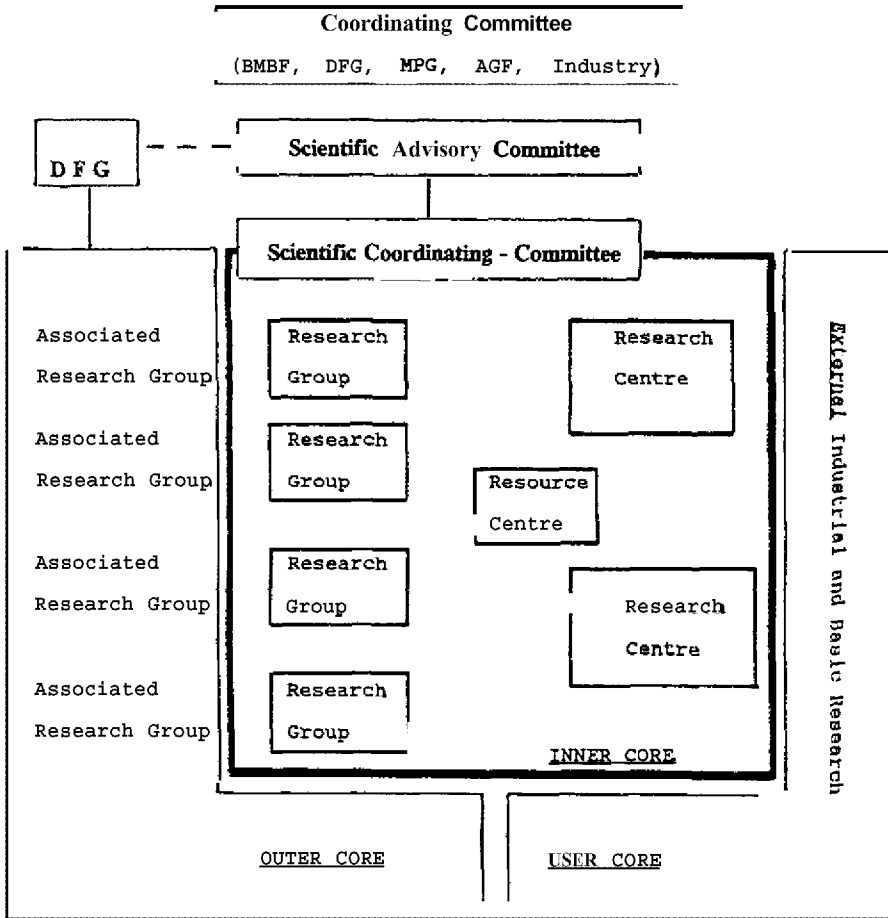 Coordinating Committee
(BMBF, DFG, MPG, AGF, Industry)
DFG
Scientific Advisory Committee
Scientific Coordinating - Committee
Associated
Research Group
Associated
Research Group
Associated
Research Group
Associated
Research Group
Research
Group
Research
Group
Research
Group
Research
Group
Research
Centre
Resource
Centre
Research
Centre
INNER CORE
External Industrial and Basic Research
OUTER CORE
USER CORE